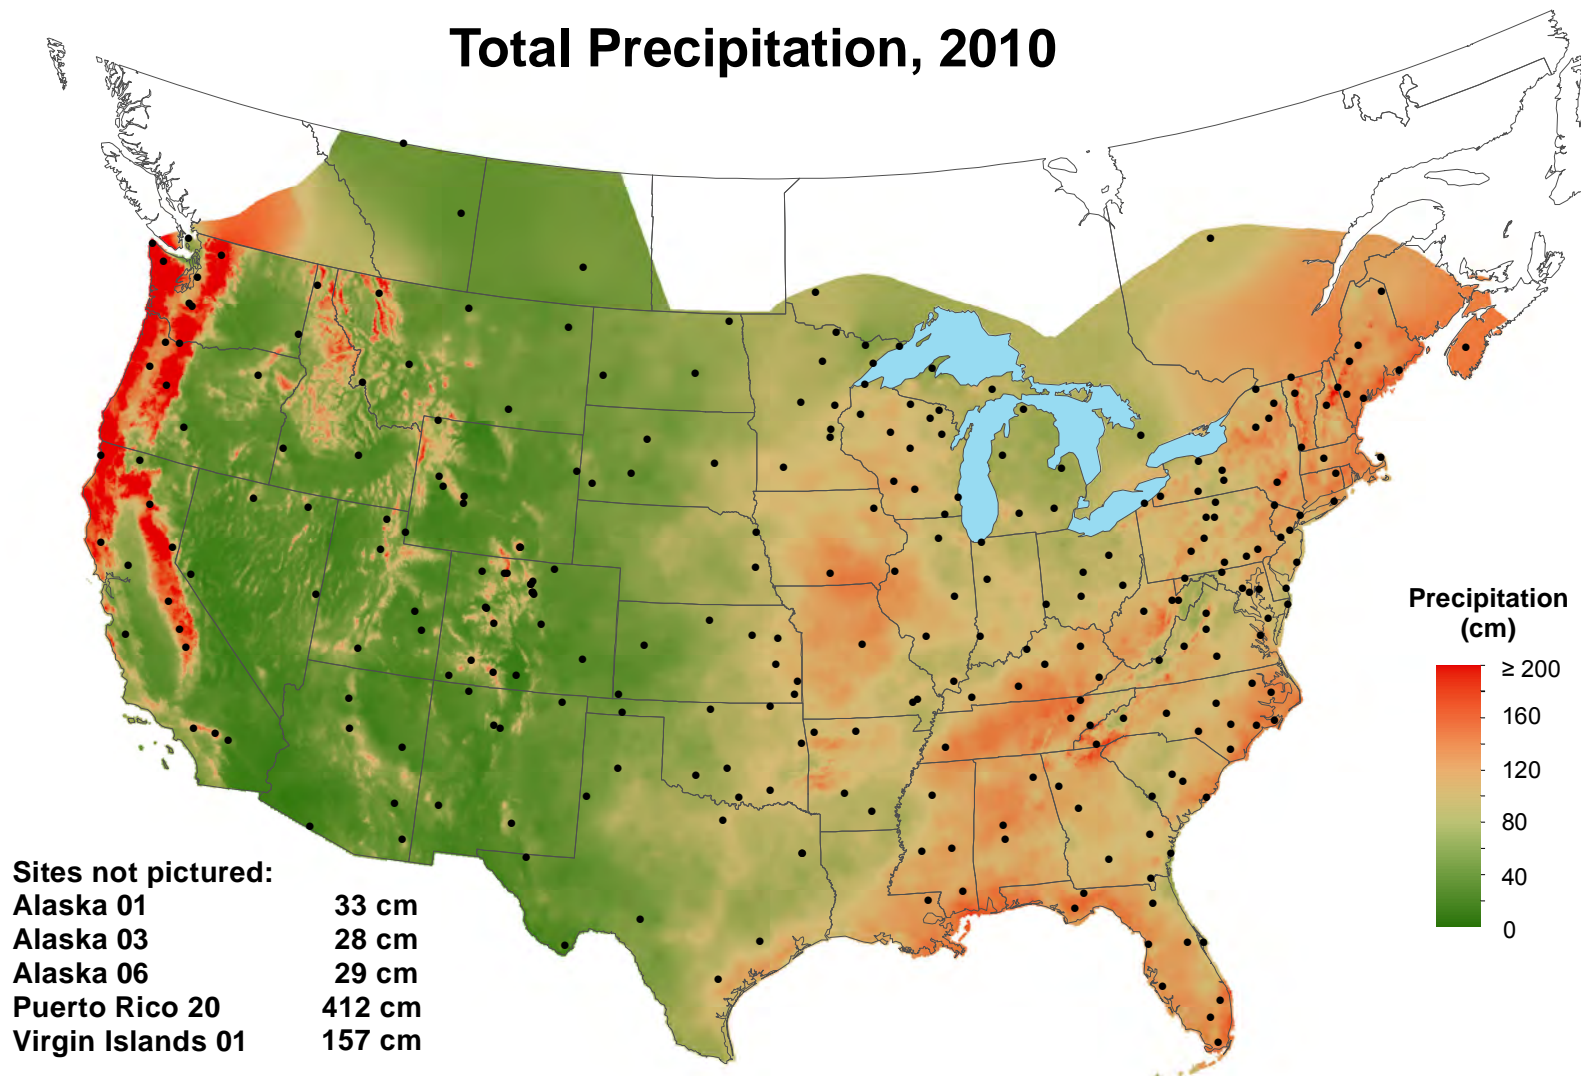 Total Precipitation, 2010
Precipitation
(cm)
≥ 200
160
120
80
40
0
Sites not pictured:
Alaska 01 33 cm
Alaska 03 28 cm
Alaska 06 29 cm
Puerto Rico 20 412 cm
Virgin Islands 01 157 cm